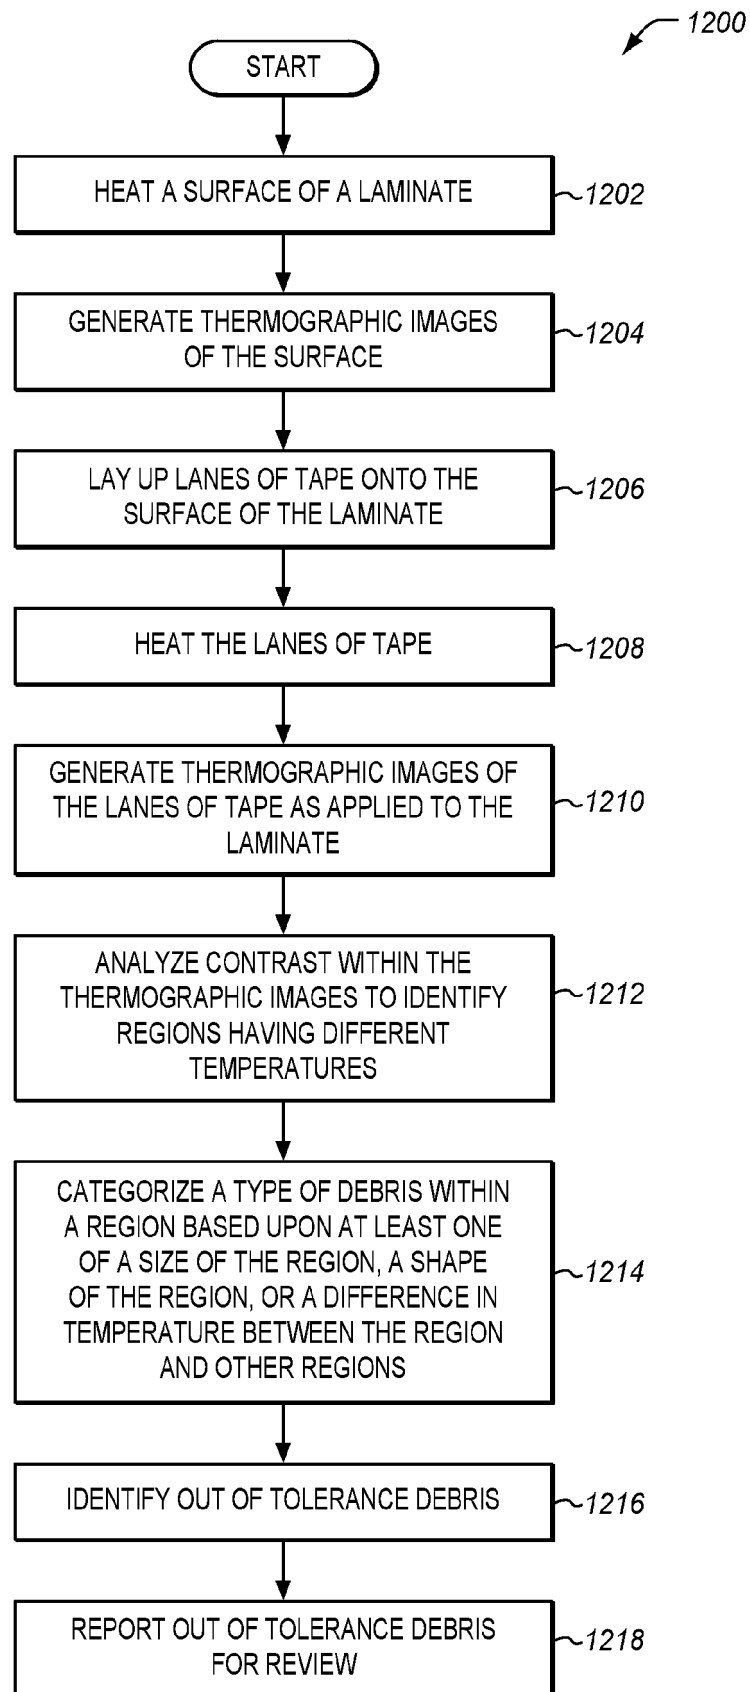 1200
START
HEAT A SURFACE OF A LAMINATE
1202
GENERATE THERMOGRAPHIC IMAGES
OF THE SURFACE
1204
LAY UP LANES OF TAPE ONTO THE
SURFACE OF THE LAMINATE
1206
HEAT THE LANES OF TAPE
1208
GENERATE THERMOGRAPHIC IMAGES OF
THE LANES OF TAPE AS APPLIED TO THE
LAMINATE
1210
ANALYZE CONTRAST WITHIN THE
THERMOGRAPHIC IMAGES TO IDENTIFY
REGIONS HAVING DIFFERENT
TEMPERATURES
1212
CATEGORIZE A TYPE OF DEBRIS WITHIN
A REGION BASED UPON AT LEAST ONE
OF A SIZE OF THE REGION, A SHAPE
OF THE REGION, OR A DIFFERENCE IN
TEMPERATURE BETWEEN THE REGION
AND OTHER REGIONS
1214
IDENTIFY OUT OF TOLERANCE DEBRIS
1216
REPORT OUT OF TOLERANCE DEBRIS
FOR REVIEW
1218